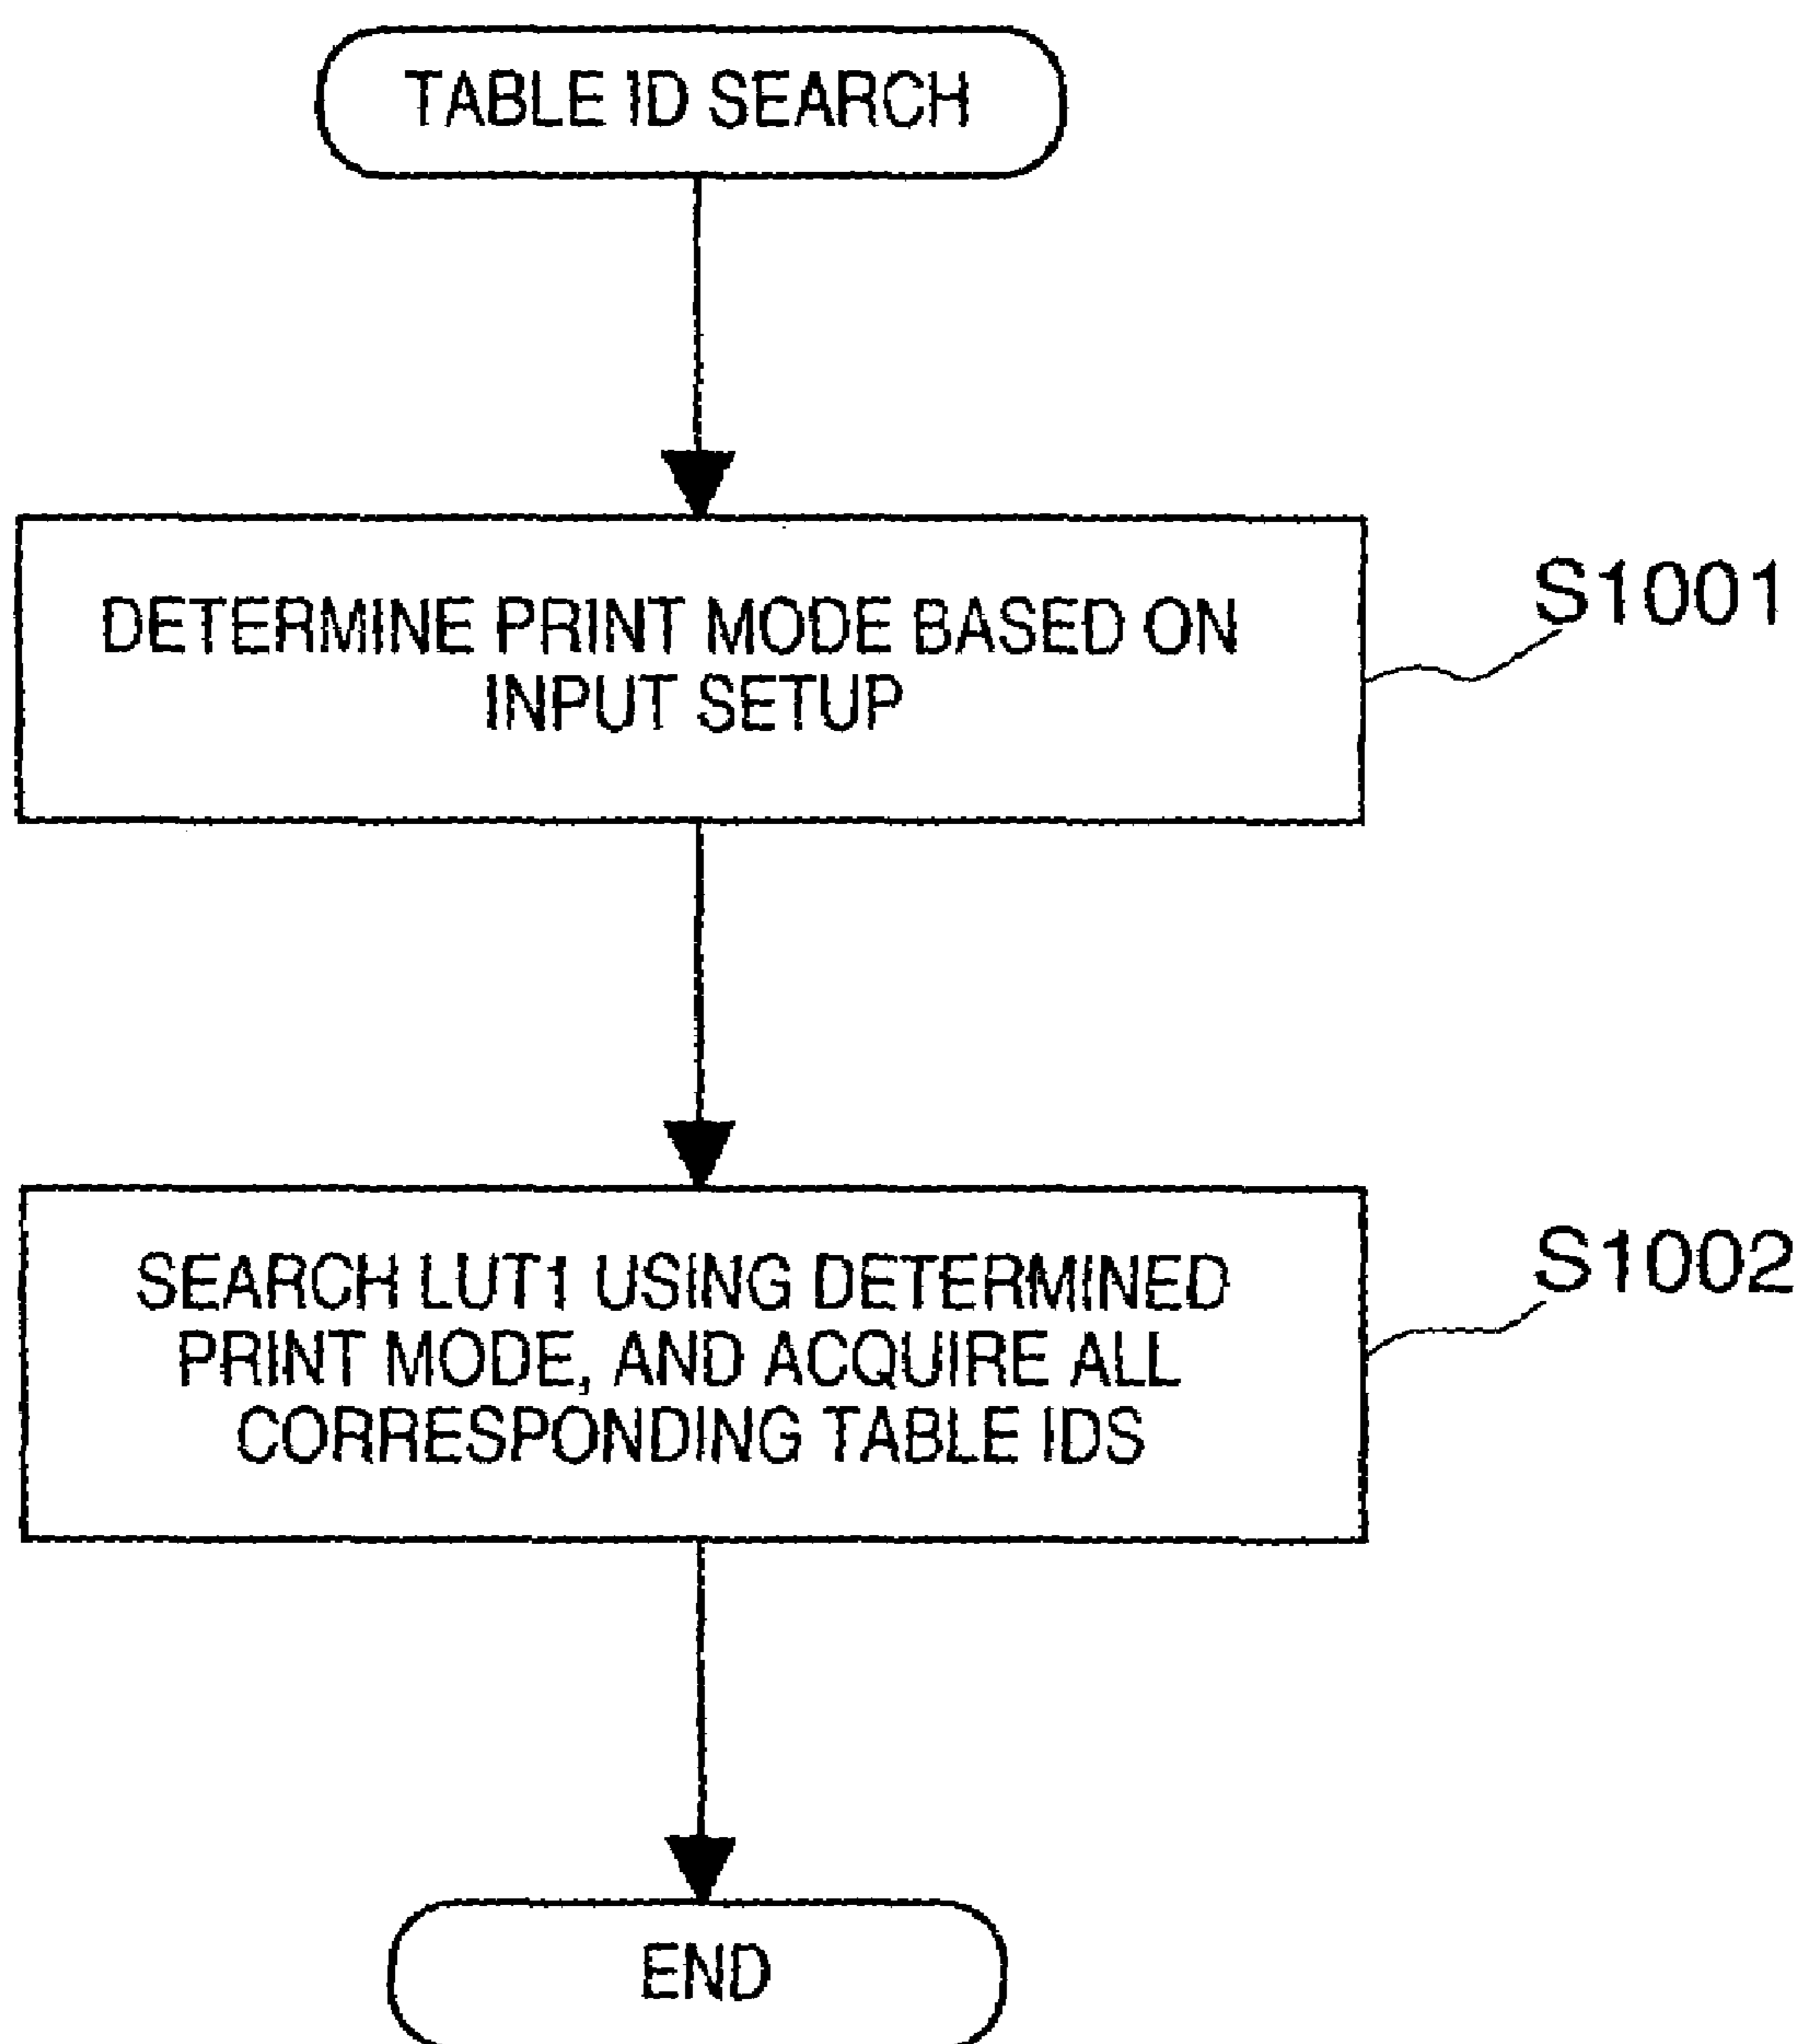 TABLE ID SEARCH
DETERMINE PRINT MODE BASED ON
INPUT SETUP
S1001
SEARCH LUT1 USING DETERMINED
PRINT MODE, AND ACQUIRE ALL
CORRESPONDING TABLE IDS
S1002
END